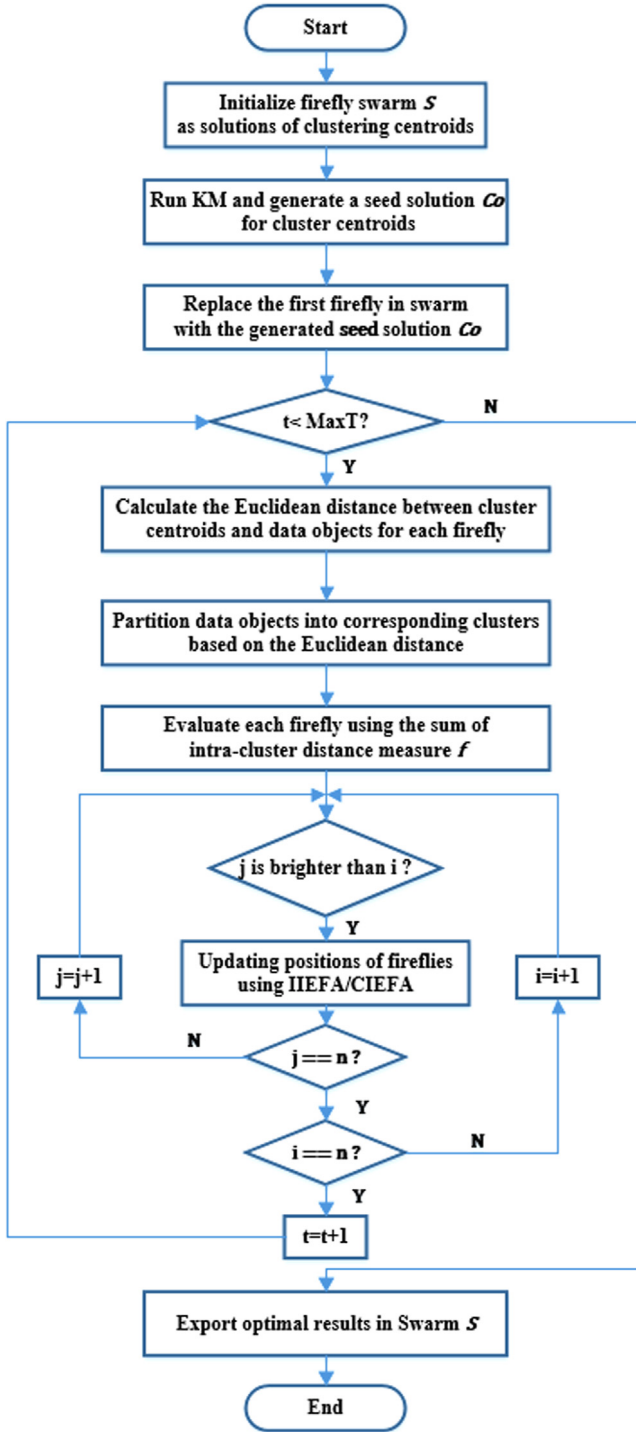 Start
Initialize firefly swarm S
as solutions of clustering centroids
Run KM and generate a seed solution Co
for cluster centroids
Replace the first firefly in swarm
with the generated seed solution Co
t< MaxT?
N
Y
Calculate the Euclidean distance between cluster
centroids and data objects for each firefly
Partition data objects into corresponding clusters
based on the Euclidean distance
Evaluate each firefly using the sum of
intra-cluster distance measure f
j is brighter than i ?
Y
j=j+1
Updating positions of fireflies
using IIEFA/CIEFA
i=i+1
N
j == n ?
Y
i == n ?
N
Y
t=t+1
Export optimal results in Swarm S
End